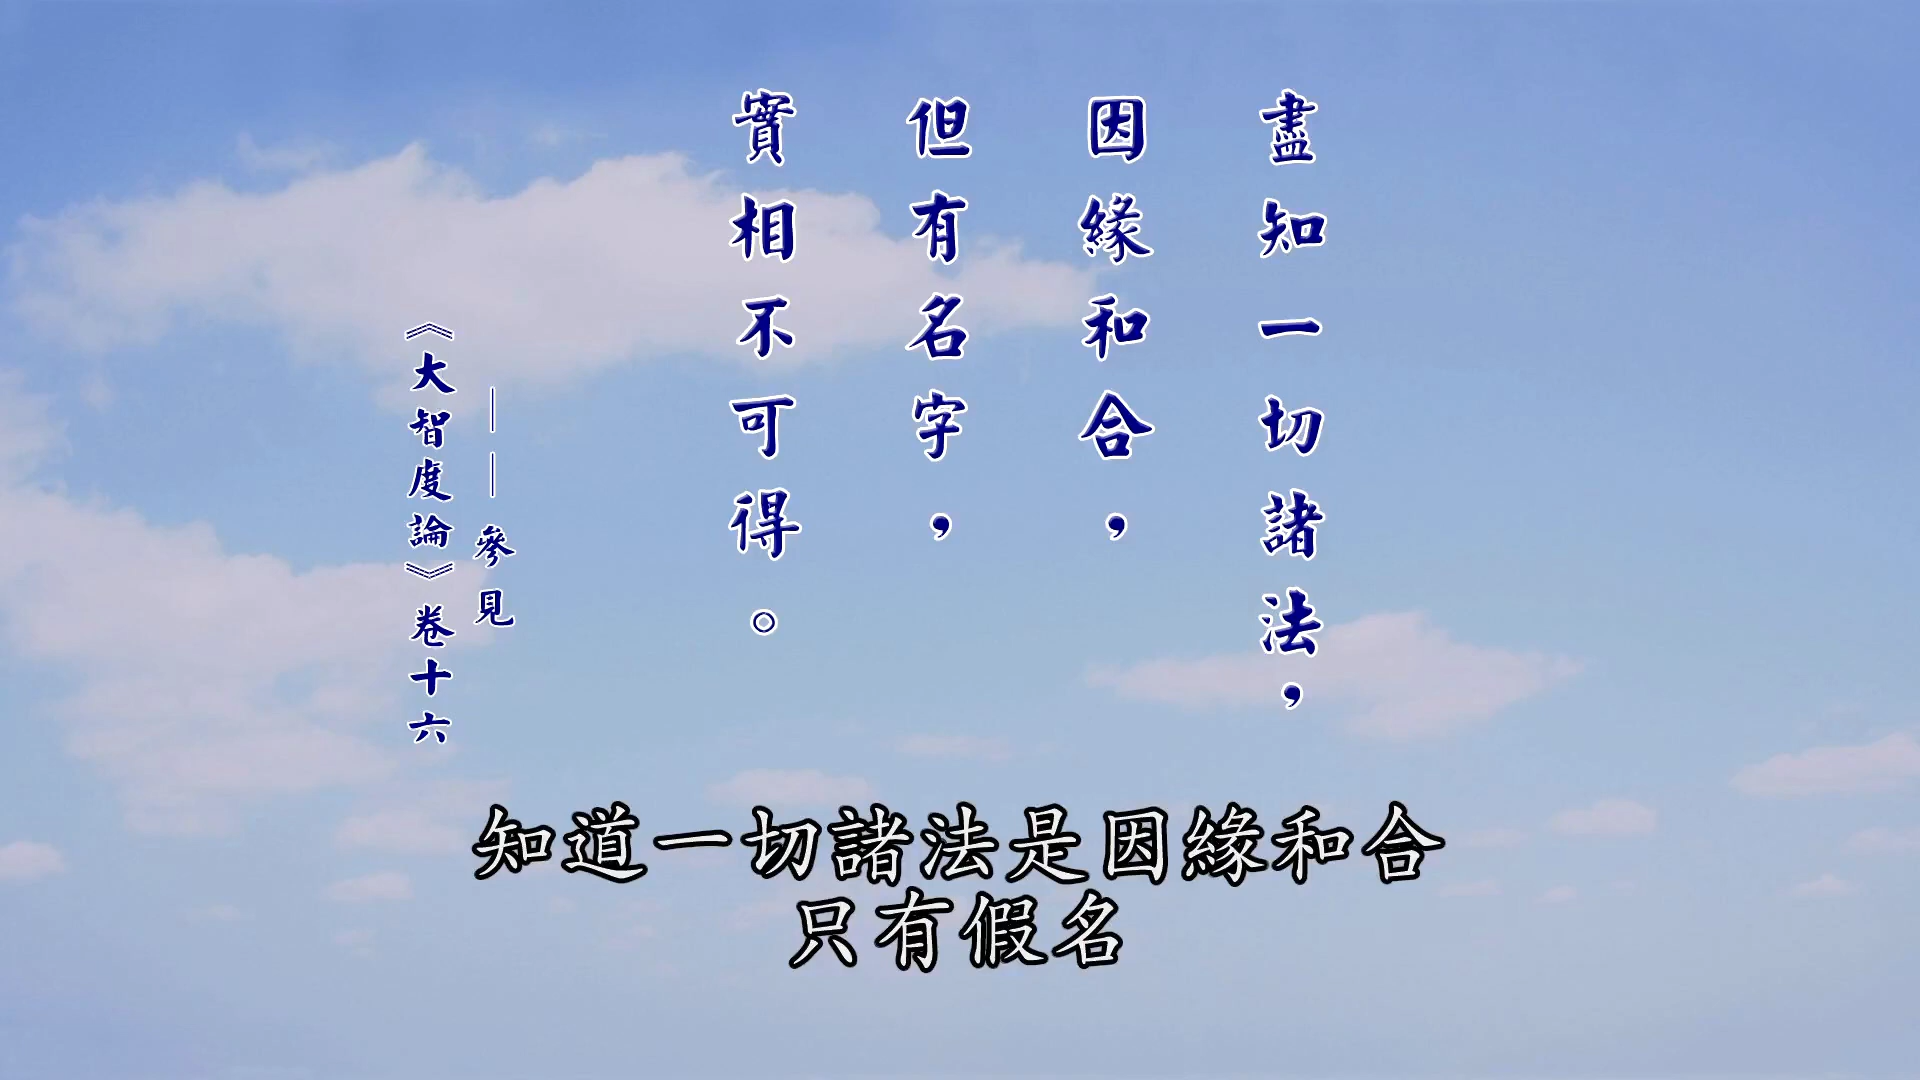 盡知一切諸法，
因緣和合，
但有名字，
實相不可得。
——參見
《大智度論》卷十六
知道一切諸法是因緣和合
只有假名